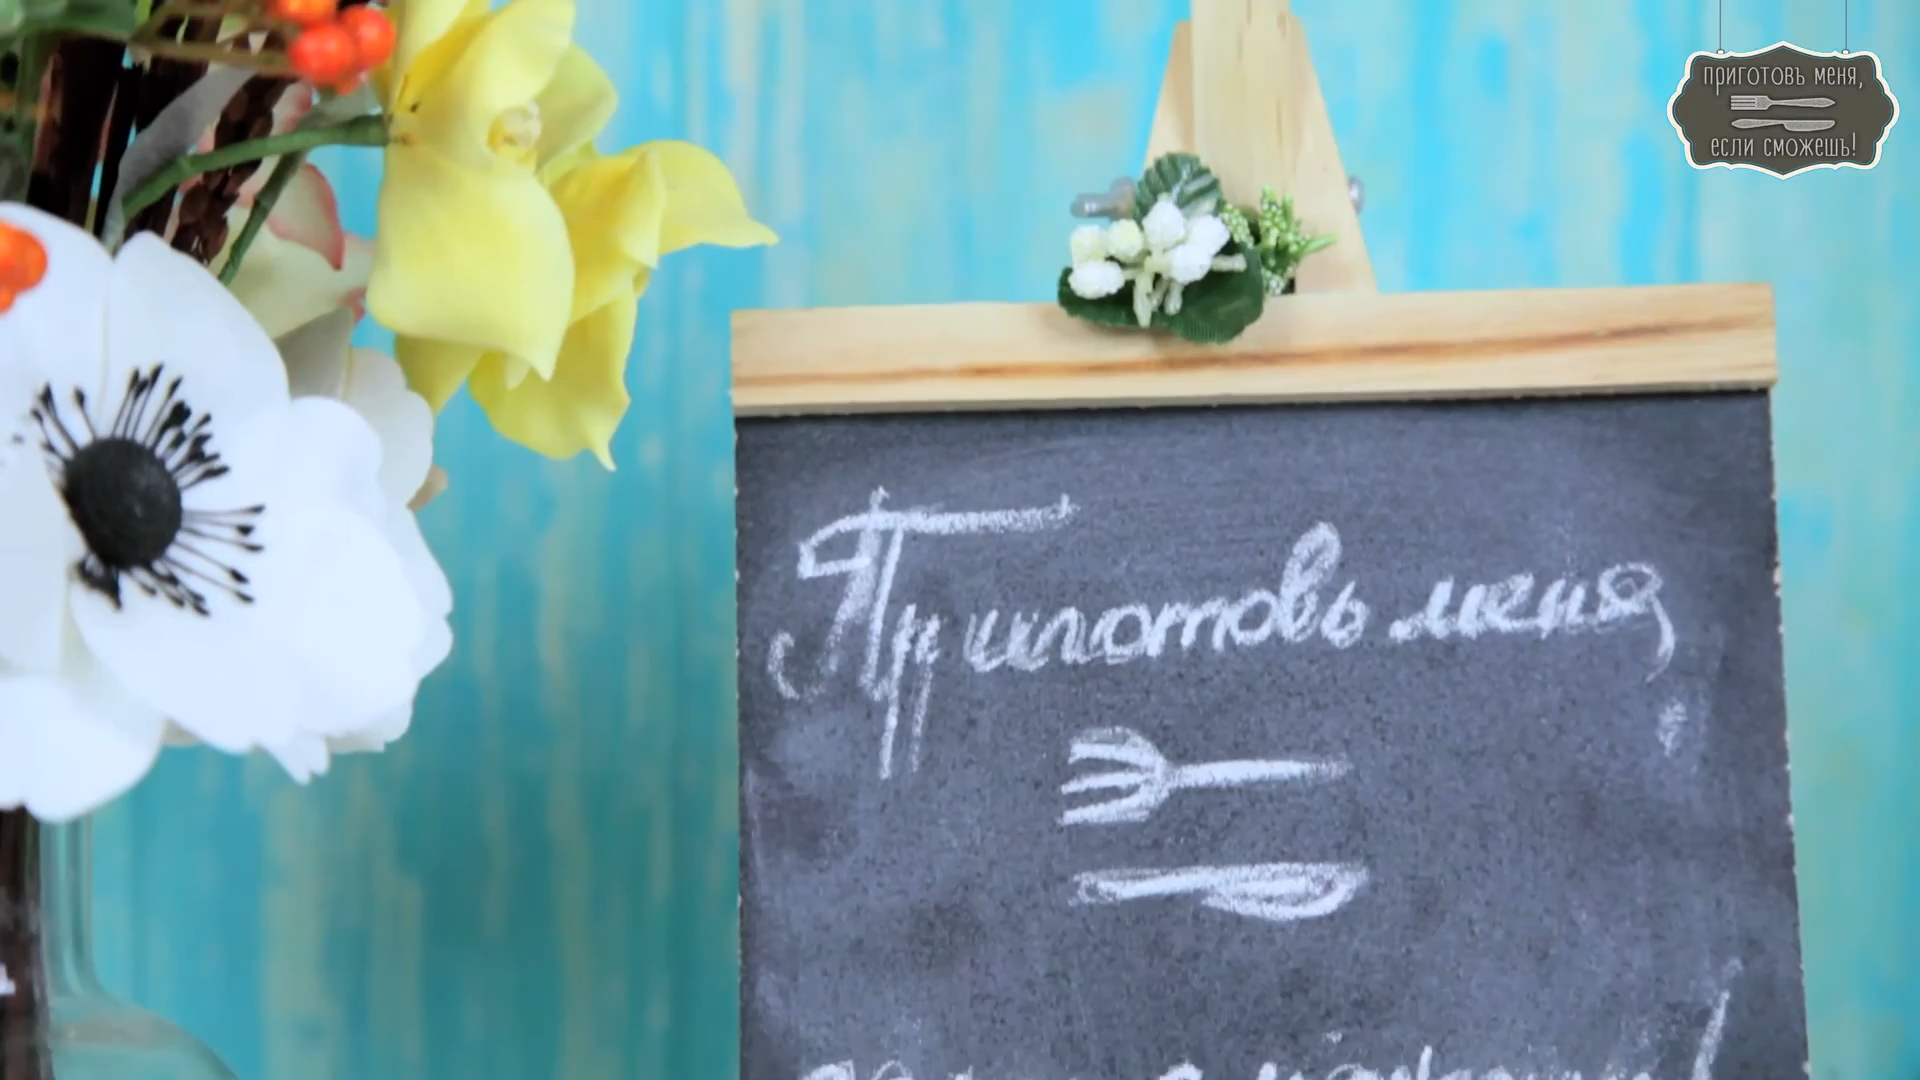 приготовь меня,
если сможешь!
Приготовь меня,